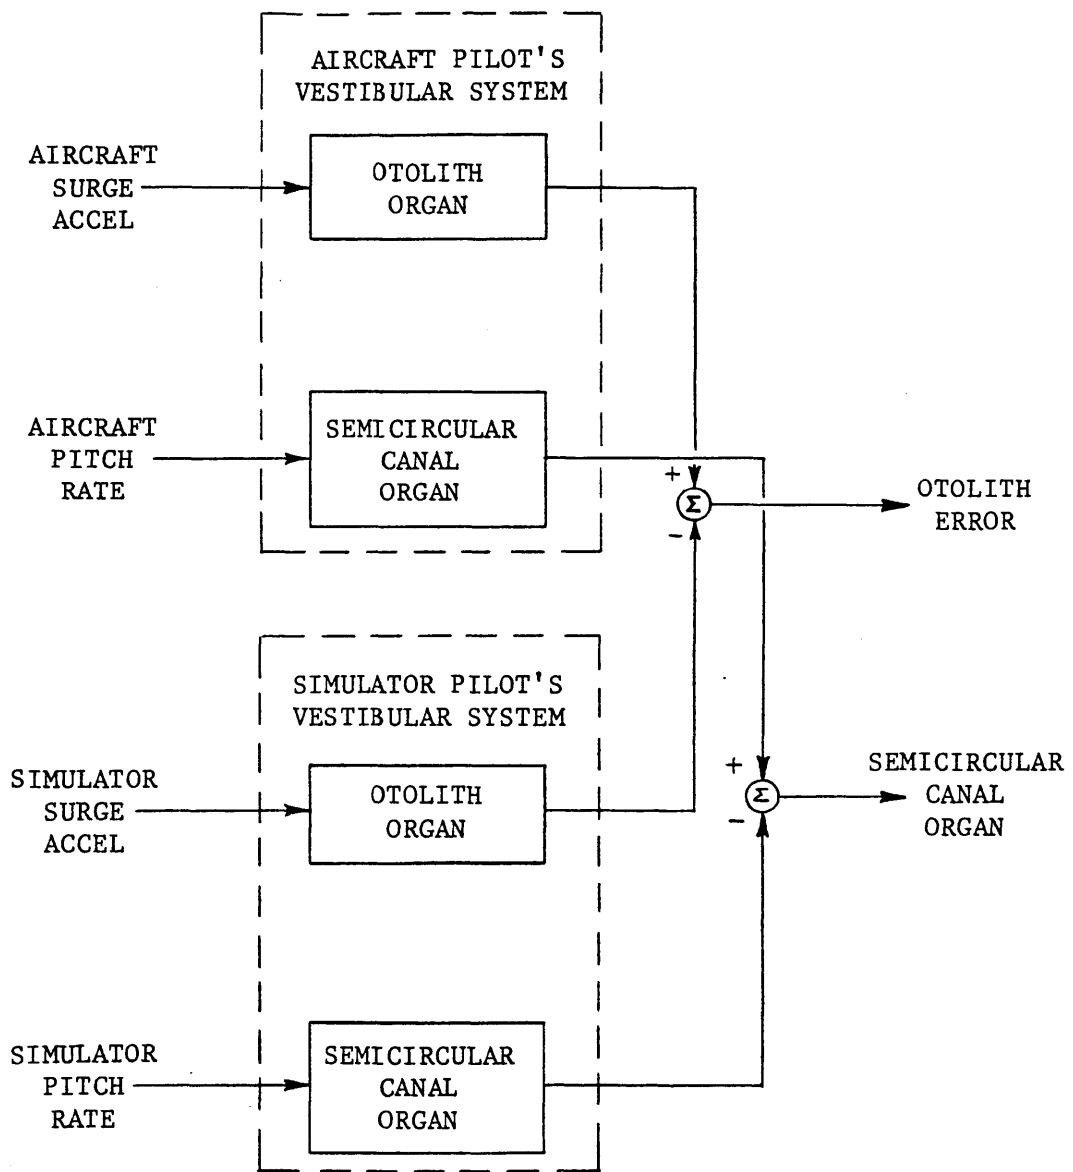 AIRCRAFT PILOT'S
VESTIBULAR SYSTEM
AIRCRAFT
SURGE
ACCEL
OTOLITH
ORGAN
AIRCRAFT
PITCH
RATE
SEMICIRCULAR
CANAL
ORGAN
+
Σ
-
OTOLITH
ERROR
SIMULATOR PILOT'S
VESTIBULAR SYSTEM
SIMULATOR
SURGE
ACCEL
OTOLITH
ORGAN
+
Σ
-
SEMICIRCULAR
CANAL
ORGAN
SIMULATOR
PITCH
RATE
SEMICIRCULAR
CANAL
ORGAN